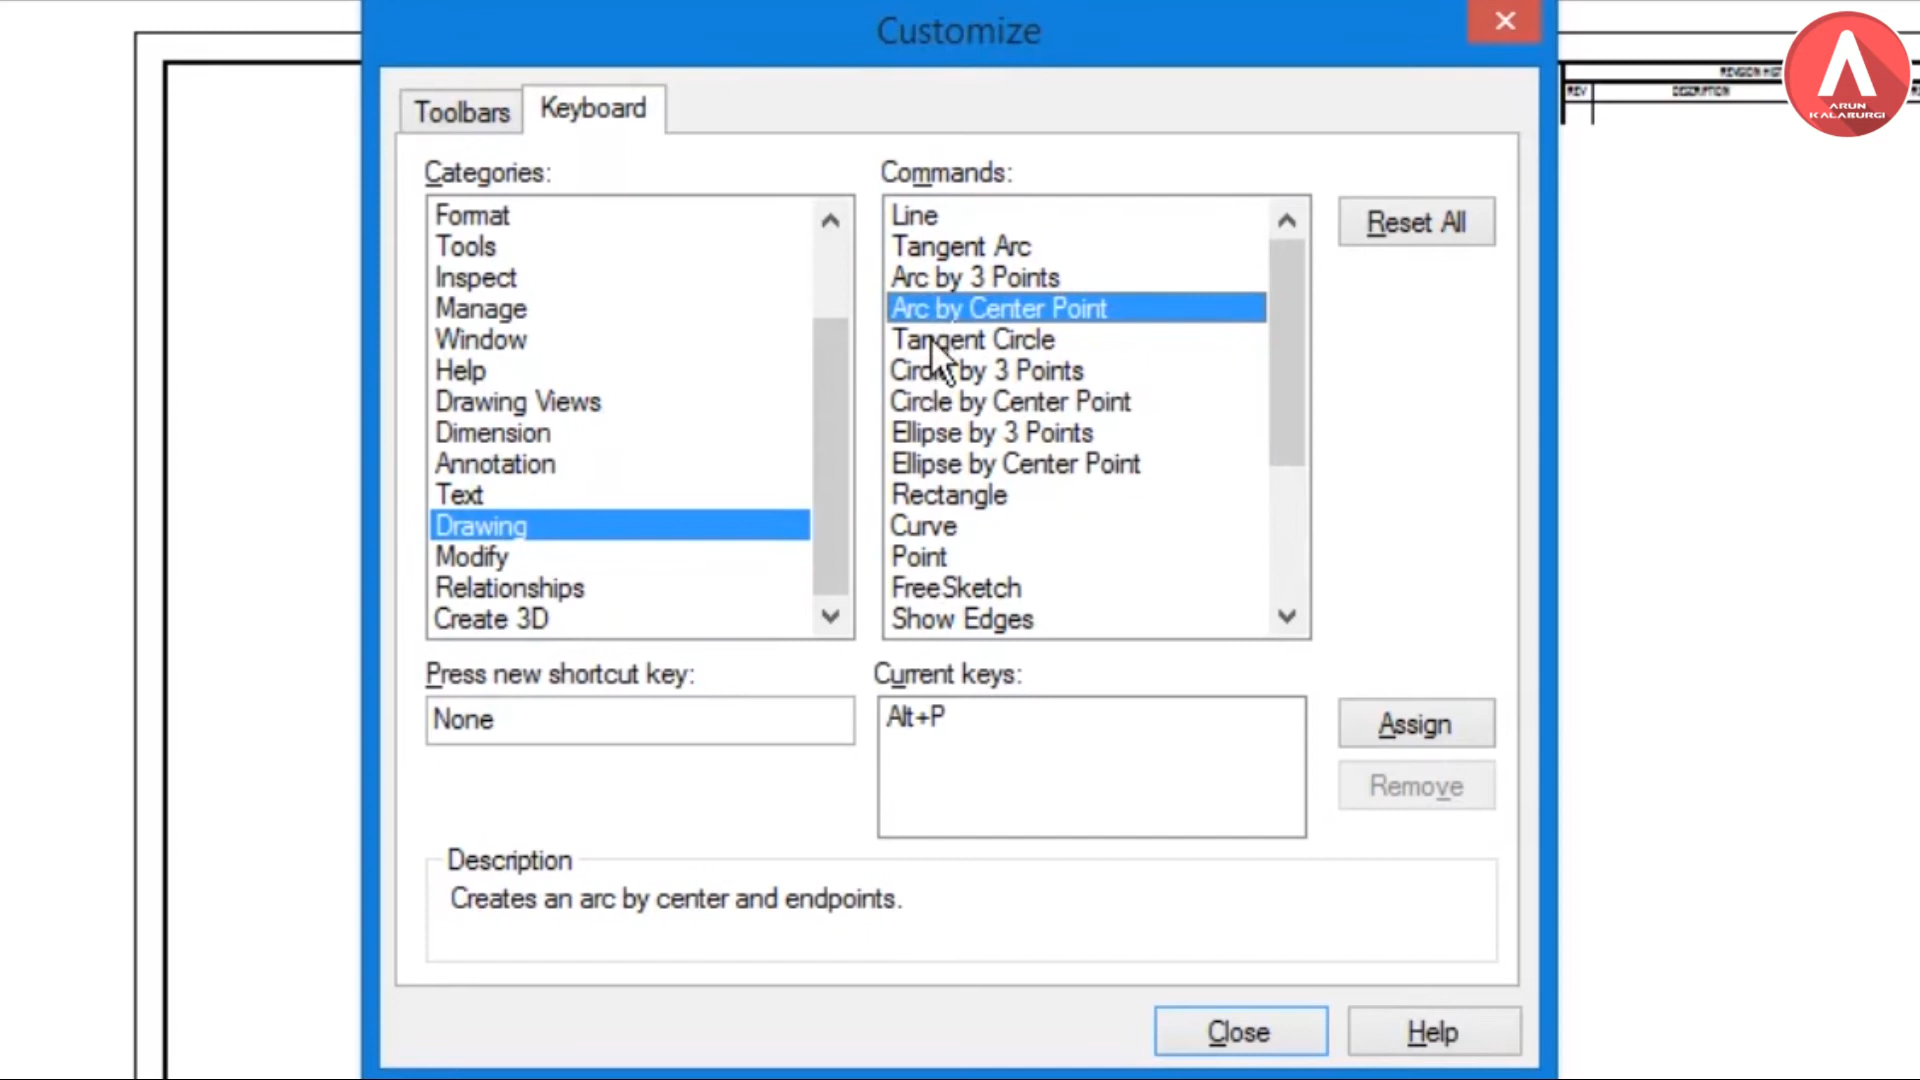 Customize
Toolbars
Keyboard
Categories:
Format
Tools
Inspect
Manage
Window
Help
Drawing Views
Dimension
Annotation
Text
Drawing
Modify
Relationships
Create 3D
Commands:
Line
Tangent Arc
Arc by 3 Points
Arc by Center Point
Tangent Circle
Circle by 3 Points
Circle by Center Point
Ellipse by 3 Points
Ellipse by Center Point
Rectangle
Curve
Point
FreeSketch
Show Edges
Reset All
Press new shortcut key:
None
Current keys:
Alt+P
Assign
Remove
Description
Creates an arc by center and endpoints.
Close
Help
REV
DESCRIPTION
ARUN
KALABURGI